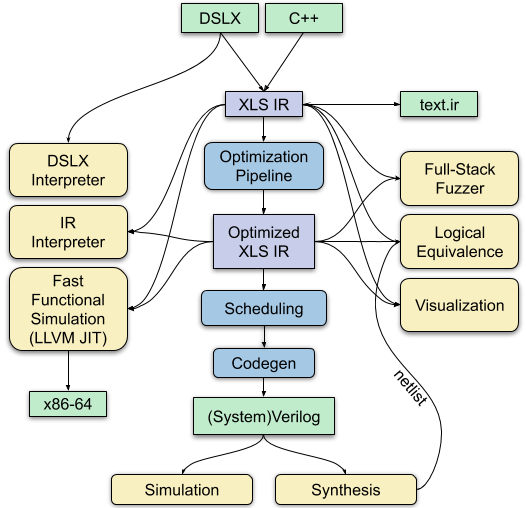 DSLX
C++
XLS IR
text.ir
DSLX
Interpreter
Optimization
Pipeline
Full-Stack
Fuzzer
IR
Interpreter
Optimized
XLS IR
Logical
Equivalence
Fast
Functional
Simulation
(LLVM JIT)
Scheduling
Visualization
Codegen
netlist
x86-64
(System)Verilog
Simulation
Synthesis